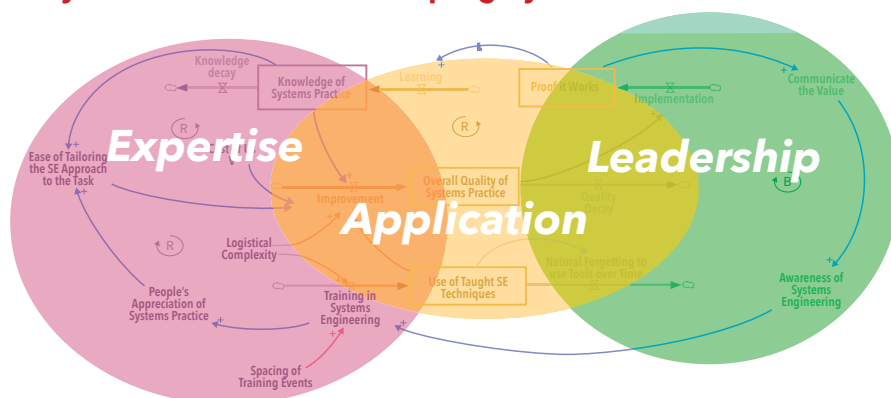 Knowledge
decay
Knowledge of
Systems Practice
Learning
Proof it Works
Implementation
Communicate
the Value
R
R
Expertise
Leadership
Ease of Tailoring
the SE Approach
to the Task
B
Improvement
Overall Quality of
Systems Practice
Quality
Decay
Application
R
Logistical
Complexity
Natural Forgetting to
use Tools over Time
Use of Taught SE
Techniques
Awareness of
Systems
Engineering
People's
Appreciation of
Systems Practice
Training in
Systems
Engineering
Spacing of
Training Events